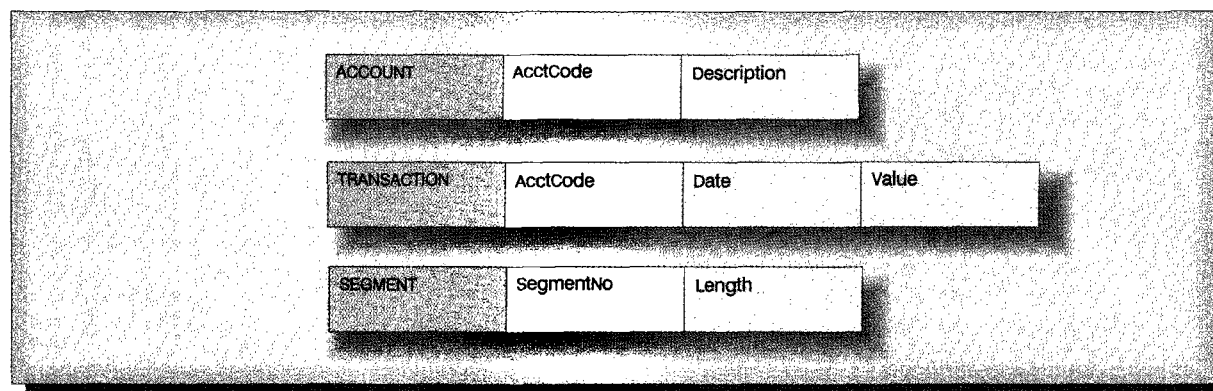 ACCOUNT AcctCode Description
TRANSACTION AcctCode Date Value
SEGMENT SegmentNo Length